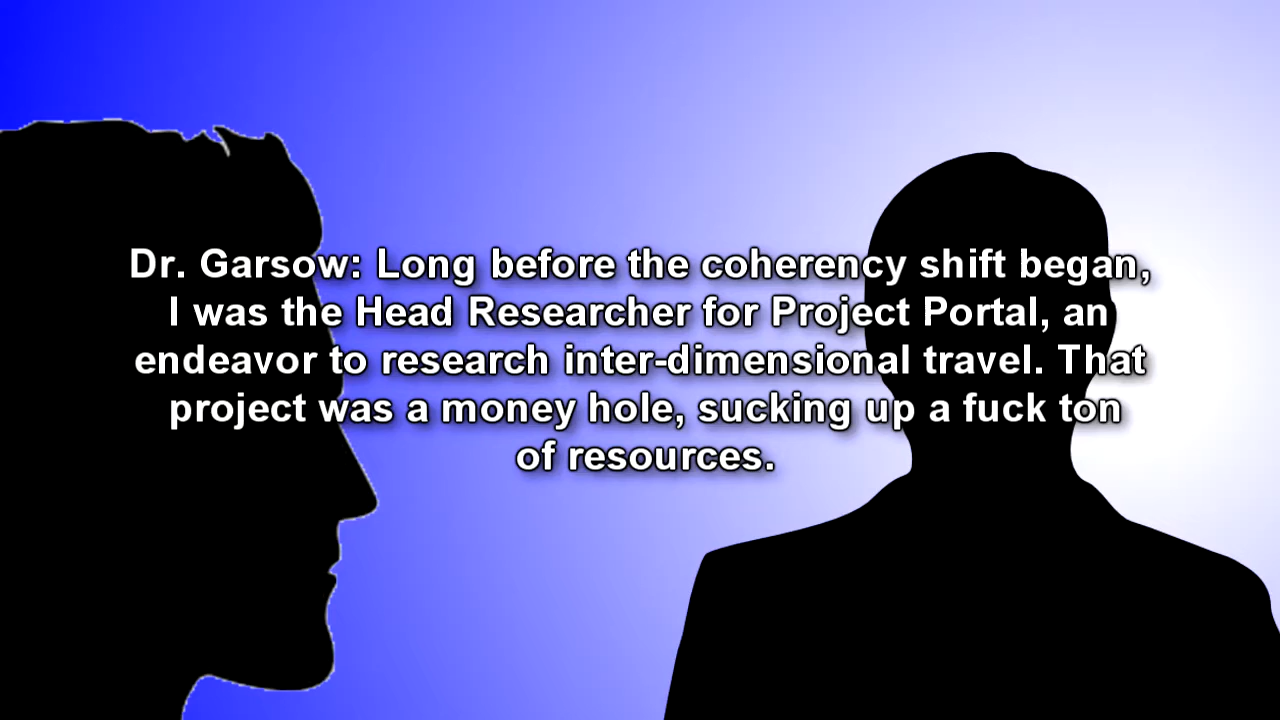 Dr. Garsow: Long before the coherency shift began,
I was the Head Researcher for Project Portal, an
endeavor to research inter-dimensional travel. That
project was a money hole, sucking up a fuck ton
of resources.